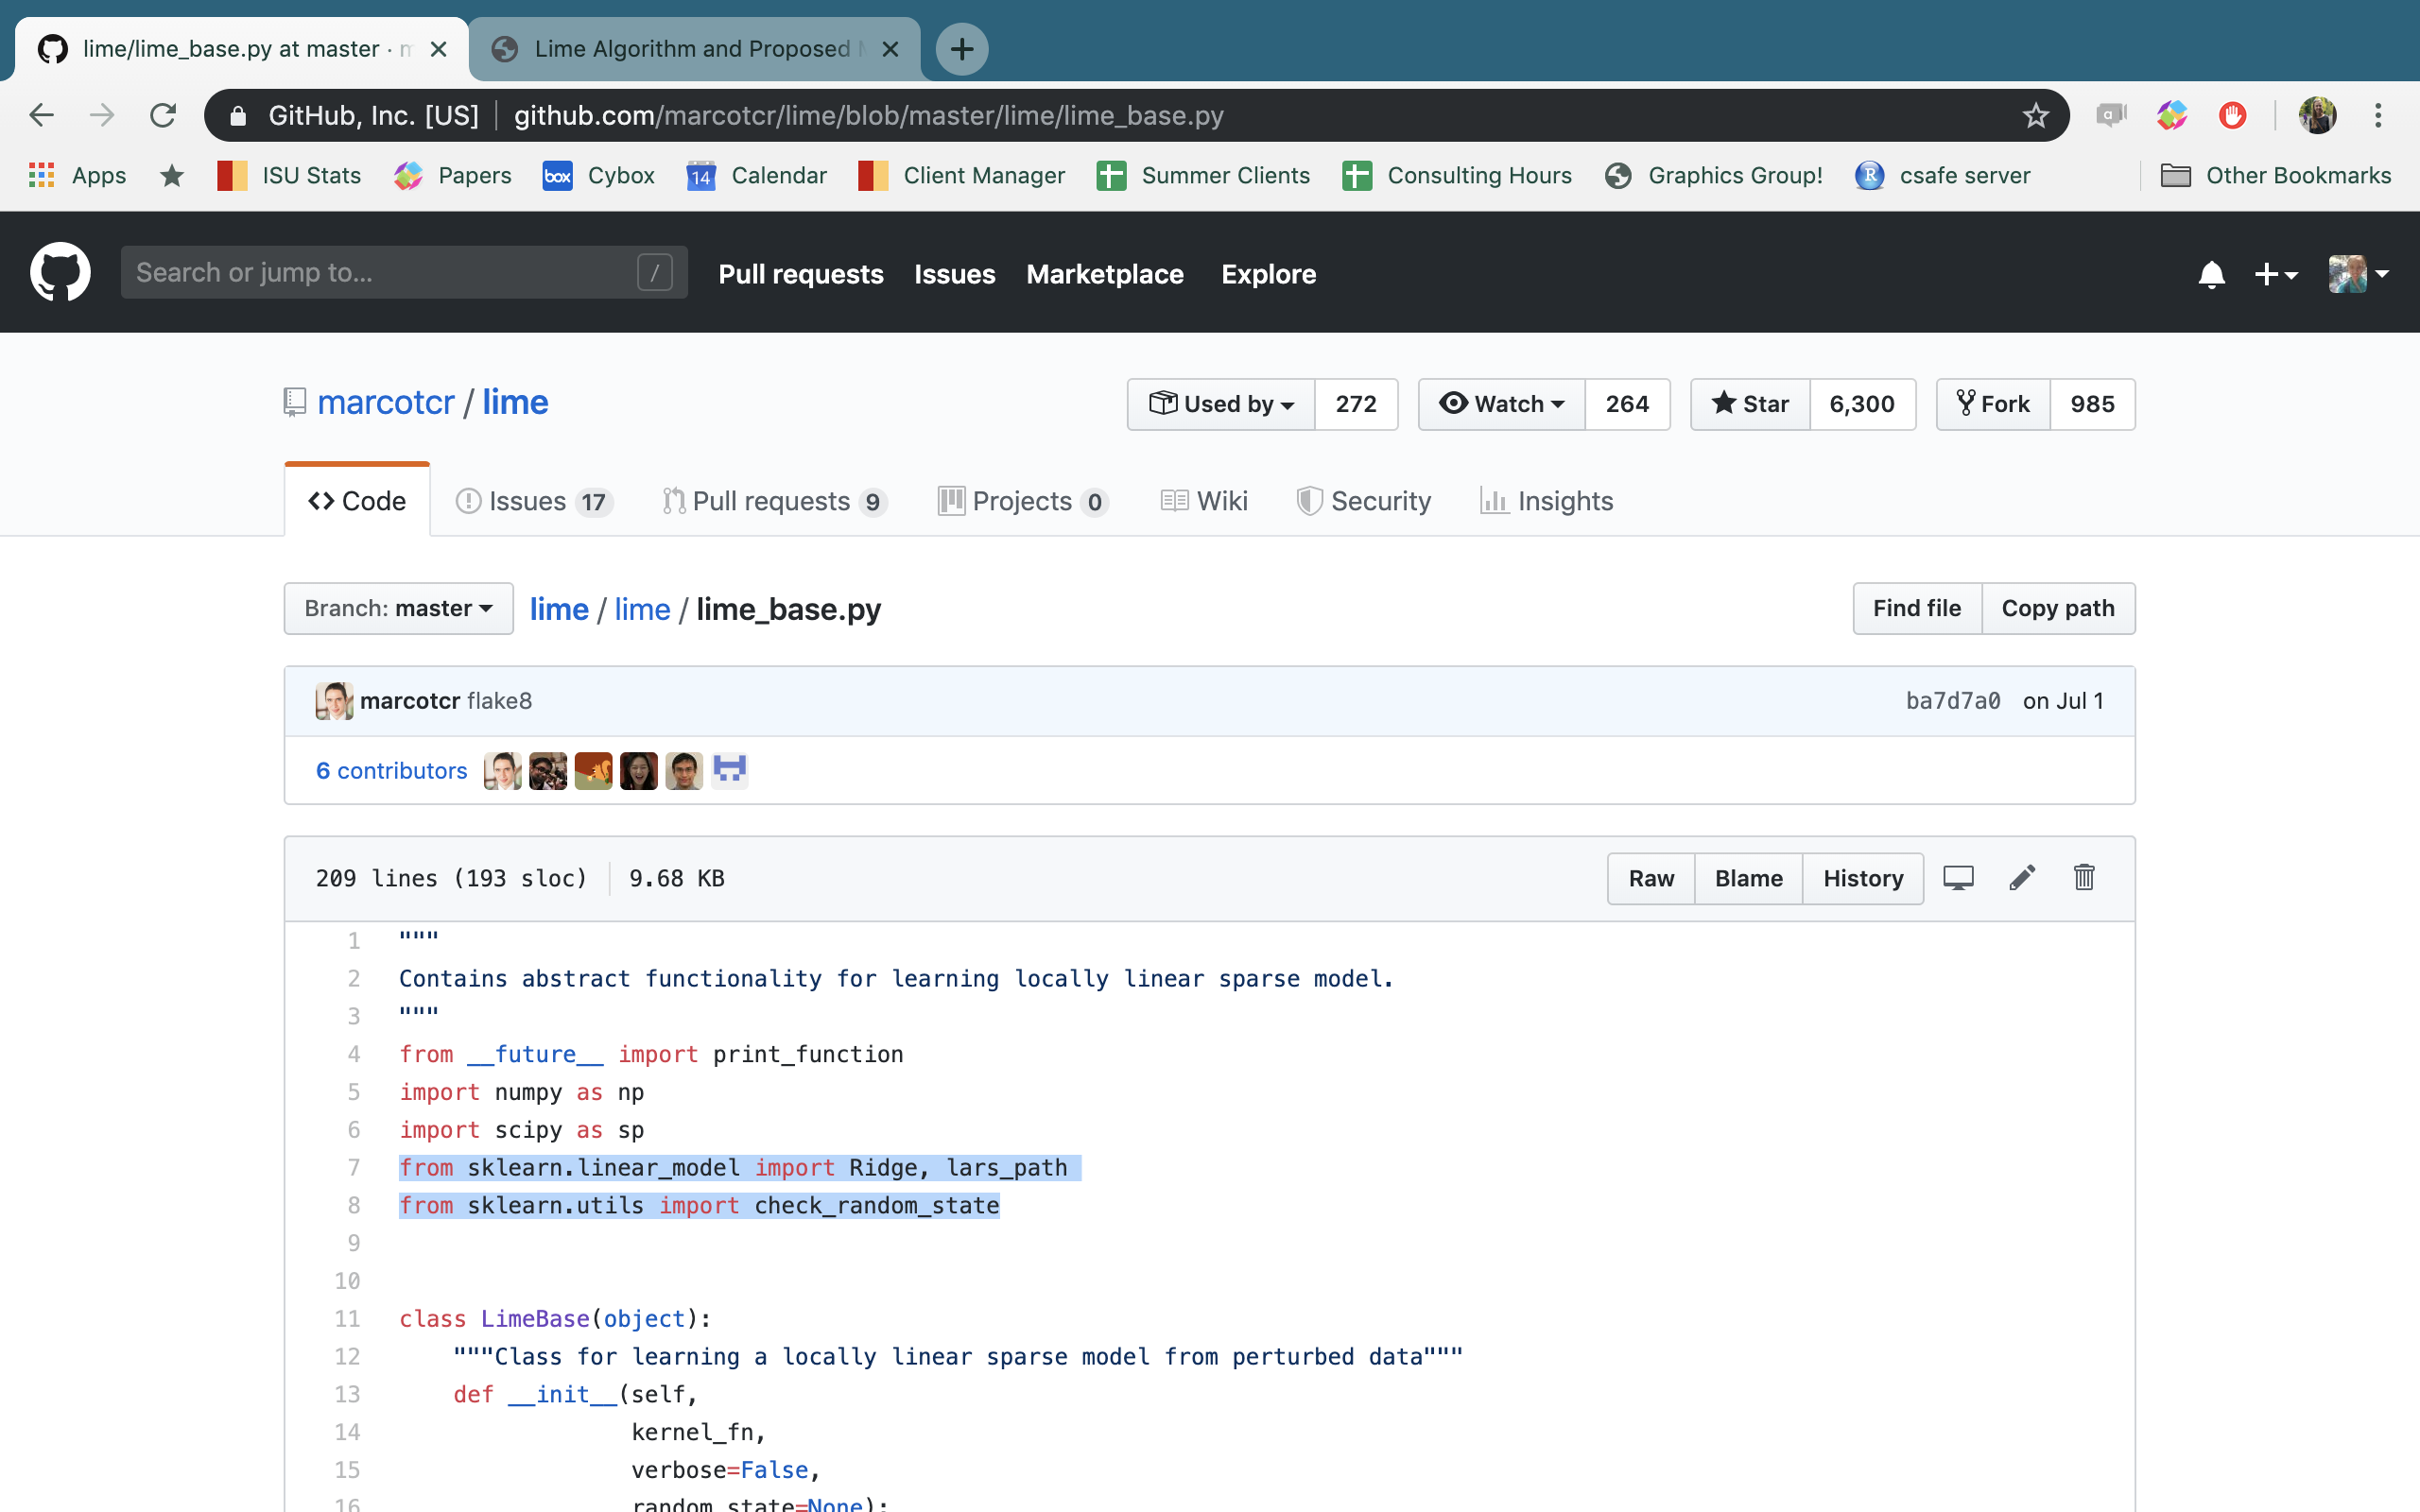 lime/lime_base.py at master ·
Lime Algorithm and Proposed
GitHub, Inc. [US] github.com/marcotcr/lime/blob/master/lime/lime_base.py
Apps ISU Stats Papers box Cybox 14 Calendar Client Manager Summer Clients Consulting Hours Graphics Group! R csafe server Other Bookmarks
Search or jump to... / Pull requests Issues Marketplace Explore
marcotcr / lime Used by 272 Watch 264 Star 6,300 Fork 985
<> Code Issues 17 Pull requests 9 Projects 0 Wiki Security Insights
Branch: master lime / lime / lime_base.py Find file Copy path
marcotcr flake8 ba7d7a0 on Jul 1
6 contributors
209 lines (193 sloc) 9.68 KB Raw Blame History
1 """
2 Contains abstract functionality for learning locally linear sparse model.
3 """
4 from __future__ import print_function
5 import numpy as np
6 import scipy as sp
7 from sklearn.linear_model import Ridge, lars_path
8 from sklearn.utils import check_random_state
9
10
11 class LimeBase(object):
12 """Class for learning a locally linear sparse model from perturbed data"""
13 def __init__(self,
14 kernel_fn,
15 verbose=False,
16 random_state=None):